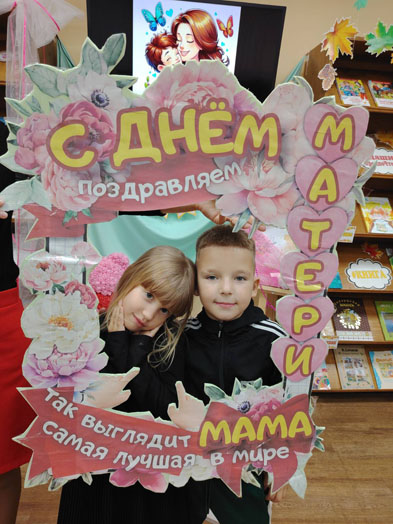 С ДНЁМ
поздравляем
МАТЕРИ
так выглядит МАМА
самая лучшая в мире